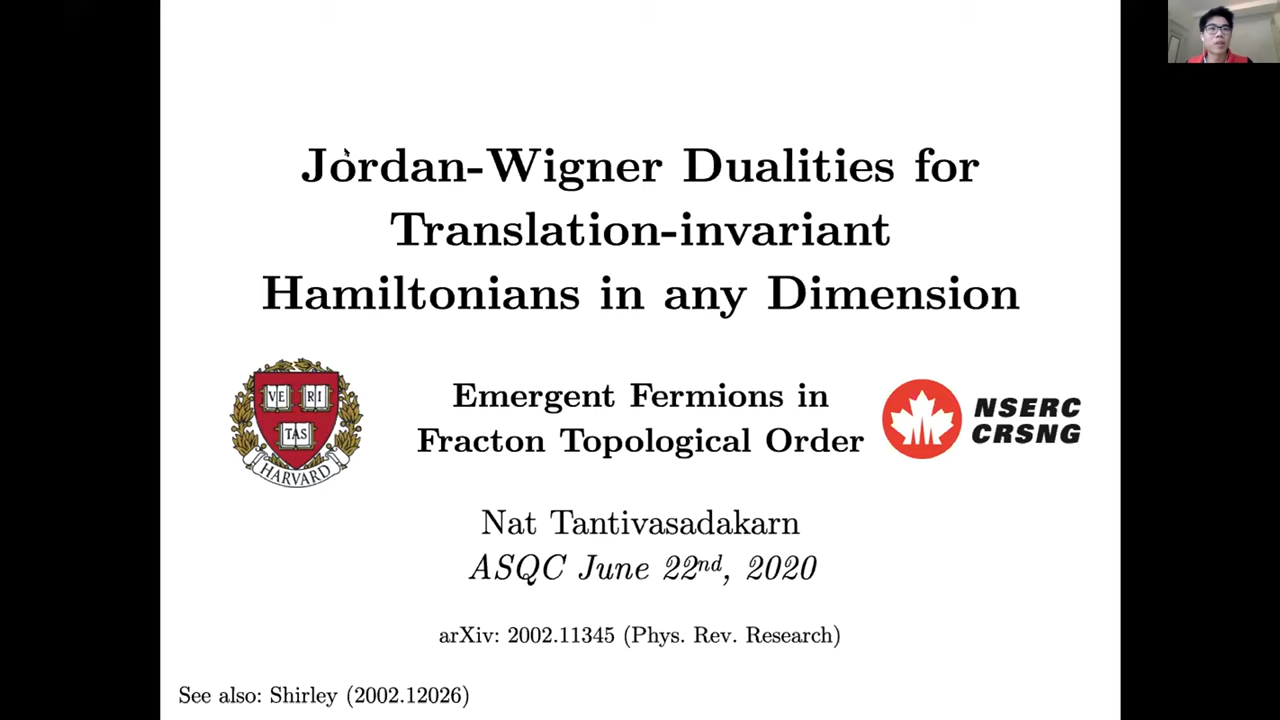 Jordan-Wigner Dualities for
Translation-invariant
Hamiltonians in any Dimension
VE RI
TAS
HARVARD
Emergent Fermions in
Fracton Topological Order
NSERC
CRSNG
Nat Tantivasadakarn
ASQC June 22nd, 2020
arXiv: 2002.11345 (Phys. Rev. Research)
See also: Shirley (2002.12026)